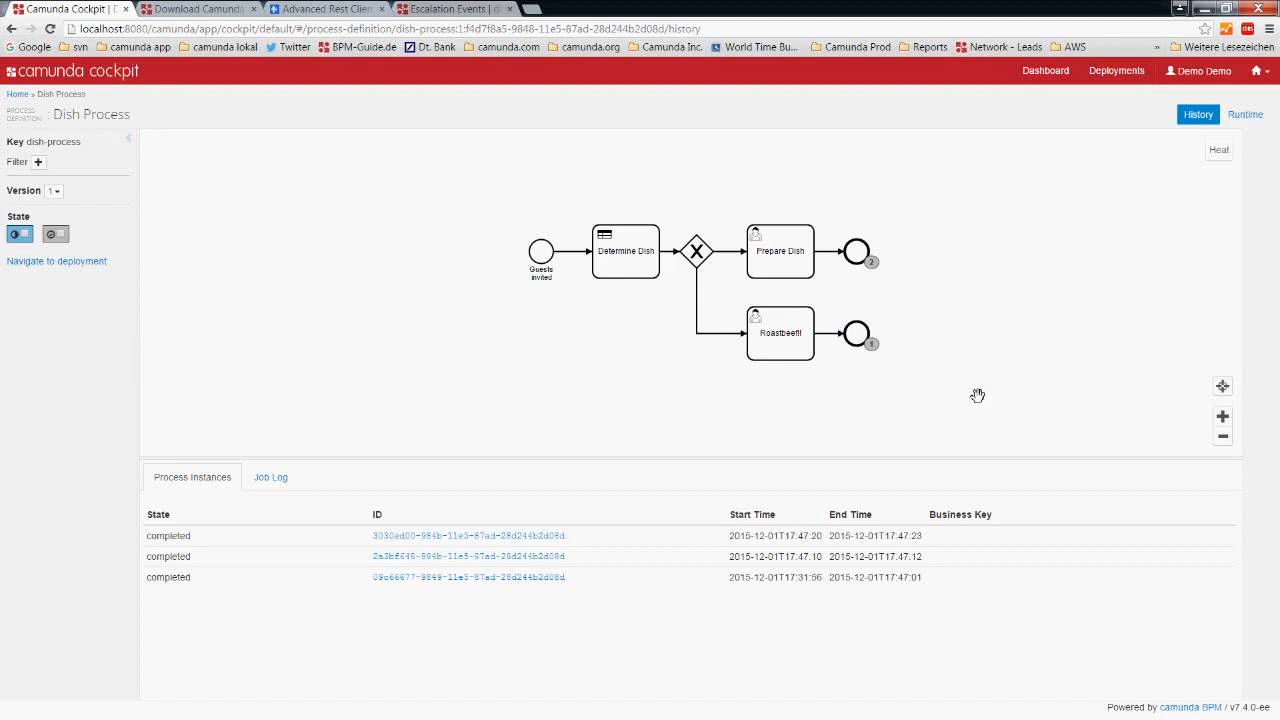 Camunda Cockpit | D
Download Camunda
Advanced Rest Client
Escalation Events | d
localhost:8080/camunda/app/cockpit/default/#/process-definition/dish-process:1:f4d7f8a5-9848-11e5-87ad-28d244b2d08d/history
Google svn camunda app camunda lokal Twitter BPM-Guide.de Dt. Bank camunda.com camunda.org Camunda Inc. World Time Bu... Camunda Prod Reports Network - Leads AWS » Weitere Lesezeichen
camunda cockpit Dashboard Deployments Demo Demo
Home » Dish Process
PROCESS DEFINITION : Dish Process
History Runtime
Key dish-process
Filter +
Version 1
State
Navigate to deployment
Heat
Guests
invited
Determine Dish
X
Prepare Dish
2
Roastbeef!!
1
Process Instances Job Log
State ID Start Time End Time Business Key
completed 3030ed00-984b-11e5-87ad-28d244b2d08d 2015-12-01T17:47:20 2015-12-01T17:47:23
completed 2a3bf648-984b-11e5-87ad-28d244b2d08d 2015-12-01T17:47:10 2015-12-01T17:47:12
completed 09c66677-9849-11e5-87ad-28d244b2d08d 2015-12-01T17:31:56 2015-12-01T17:47:01
Powered by camunda BPM / v7.4.0-ee